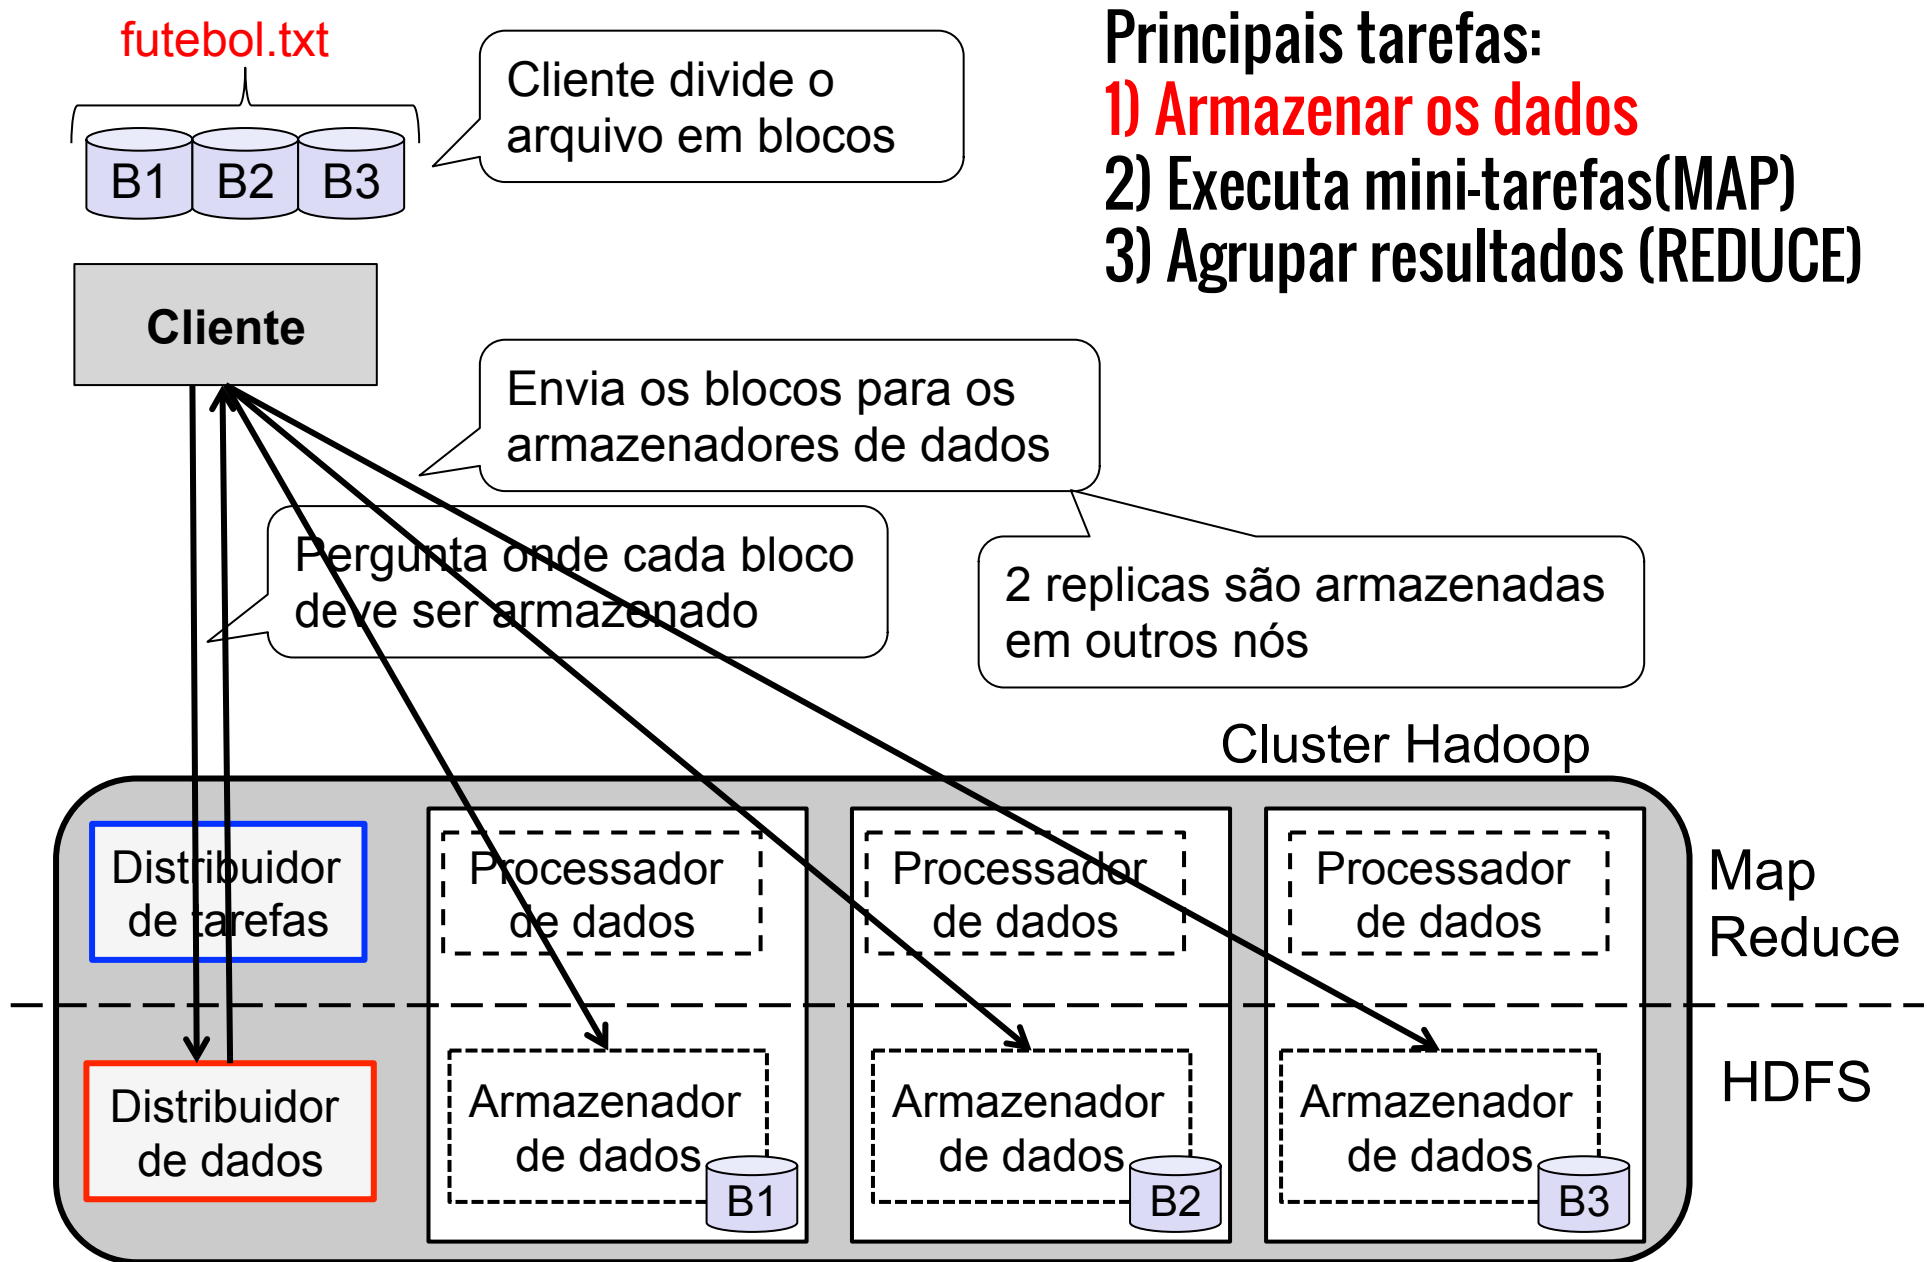 futebol.txt
B1 B2 B3
Cliente divide o
arquivo em blocos
Principais tarefas:
1) Armazenar os dados
2) Executa mini-tarefas(MAP)
3) Agrupar resultados (REDUCE)
Cliente
Envia os blocos para os
armazenadores de dados
Pergunta onde cada bloco
deve ser armazenado
2 replicas são armazenadas
em outros nós
Cluster Hadoop
Distribuidor
de tarefas
Processador
de dados
Processador
de dados
Processador
de dados
Map
Reduce
Distribuidor
de dados
Armazenador
de dados
B1
Armazenador
de dados
B2
Armazenador
de dados
B3
HDFS